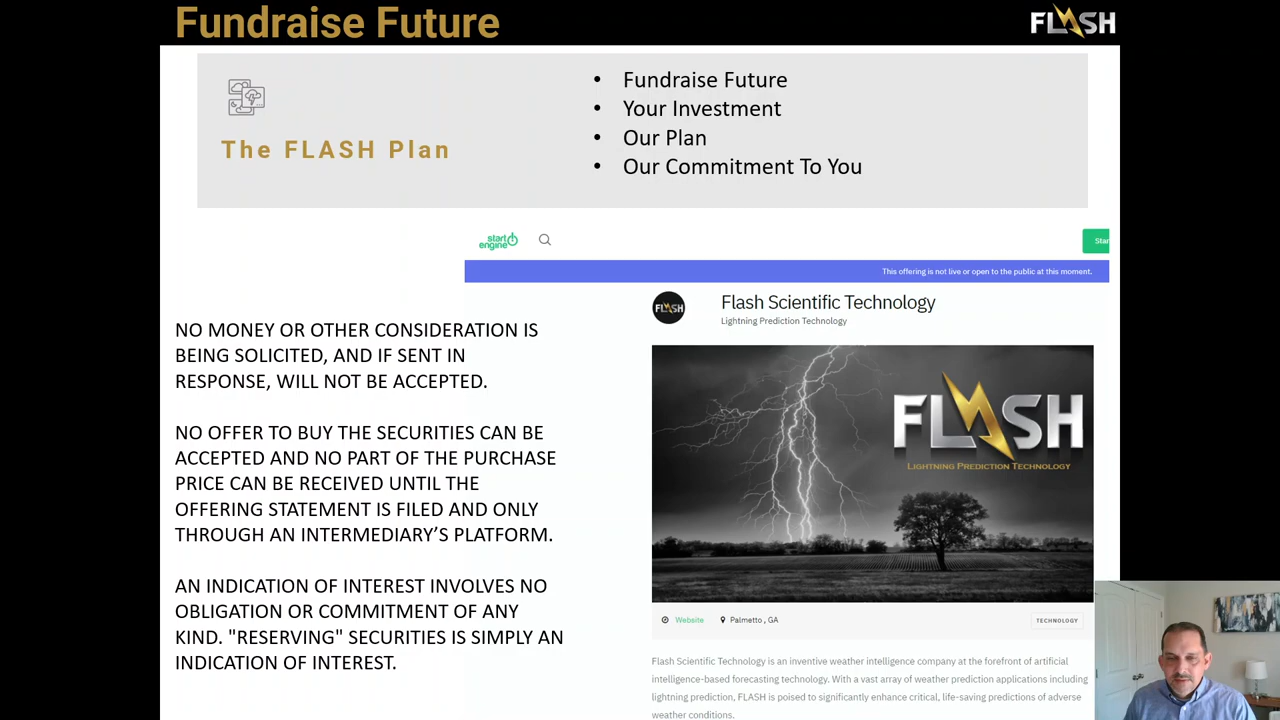 Fundraise Future
FLASH
The FLASH Plan
• Fundraise Future
• Your Investment
• Our Plan
• Our Commitment To You
start
engine
Star
This offering is not live or open to the public at this moment.
FLASH
Flash Scientific Technology
Lightning Prediction Technology
NO MONEY OR OTHER CONSIDERATION IS
BEING SOLICITED, AND IF SENT IN
RESPONSE, WILL NOT BE ACCEPTED.
NO OFFER TO BUY THE SECURITIES CAN BE
ACCEPTED AND NO PART OF THE PURCHASE
PRICE CAN BE RECEIVED UNTIL THE
OFFERING STATEMENT IS FILED AND ONLY
THROUGH AN INTERMEDIARY’S PLATFORM.
AN INDICATION OF INTEREST INVOLVES NO
OBLIGATION OR COMMITMENT OF ANY
KIND. "RESERVING" SECURITIES IS SIMPLY AN
INDICATION OF INTEREST.
FLASH
LIGHTNING PREDICTION TECHNOLOGY
Website
Palmetto , GA
TECHNOLOGY
Flash Scientific Technology is an inventive weather intelligence company at the forefront of artificial
intelligence-based forecasting technology. With a vast array of weather prediction applications including
lightning prediction, FLASH is poised to significantly enhance critical, life-saving predictions of adverse
weather conditions.